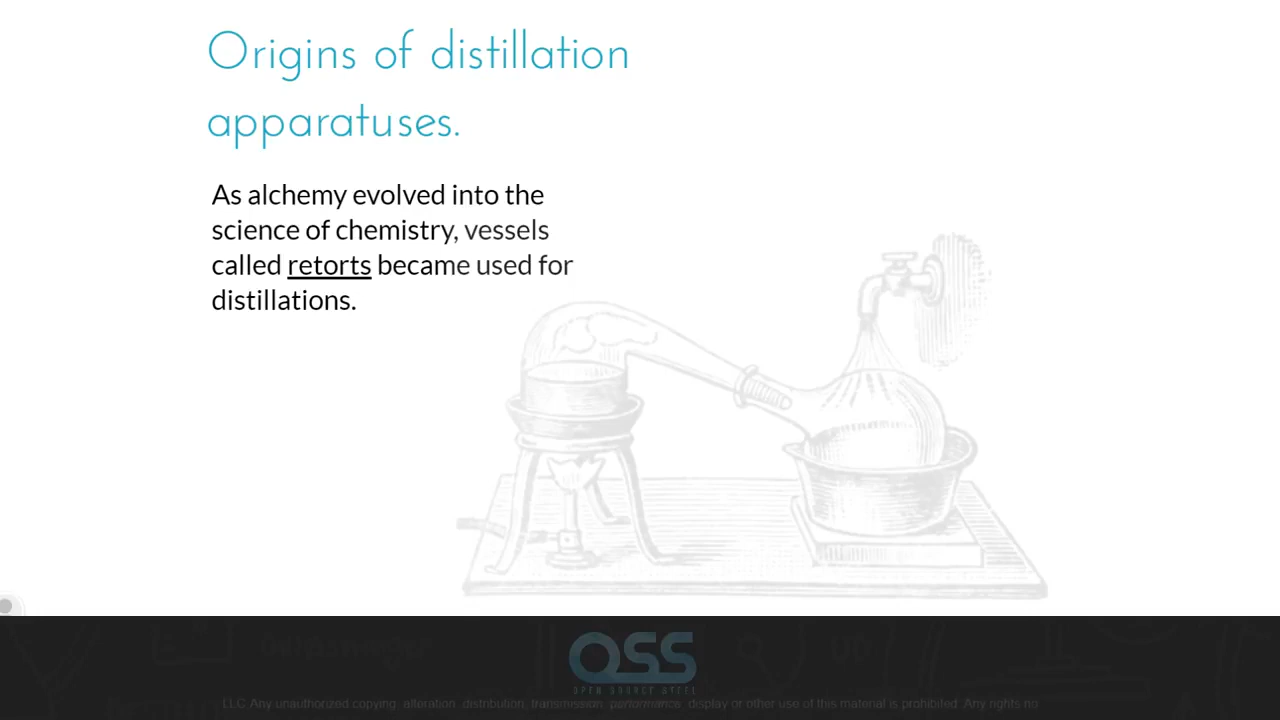 Origins of distillation
apparatuses.
As alchemy evolved into the
science of chemistry, vessels
called retorts became used for
distillations.
OSS
OPEN SOURCE STEEL
LLC Any unauthorized copying, alteration, distribution, transmission, performance, display or other use of this material is prohibited. Any rights no